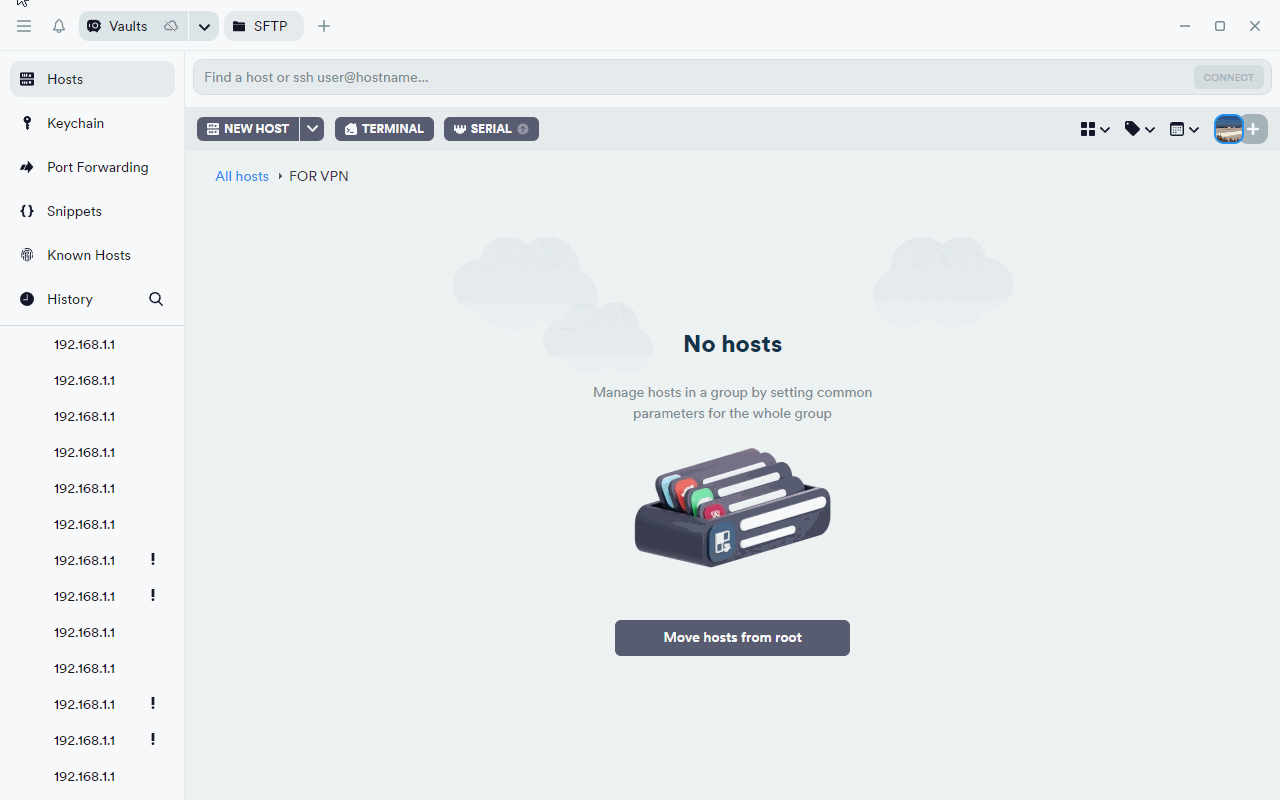 Vaults
SFTP
Hosts
Keychain
Port Forwarding
Snippets
Known Hosts
History
192.168.1.1
192.168.1.1
192.168.1.1
192.168.1.1
192.168.1.1
192.168.1.1
192.168.1.1 !
192.168.1.1 !
192.168.1.1
192.168.1.1
192.168.1.1 !
192.168.1.1 !
192.168.1.1
Find a host or ssh user@hostname...
CONNECT
NEW HOST
TERMINAL
SERIAL
All hosts
FOR VPN
No hosts
Manage hosts in a group by setting common
parameters for the whole group
Move hosts from root